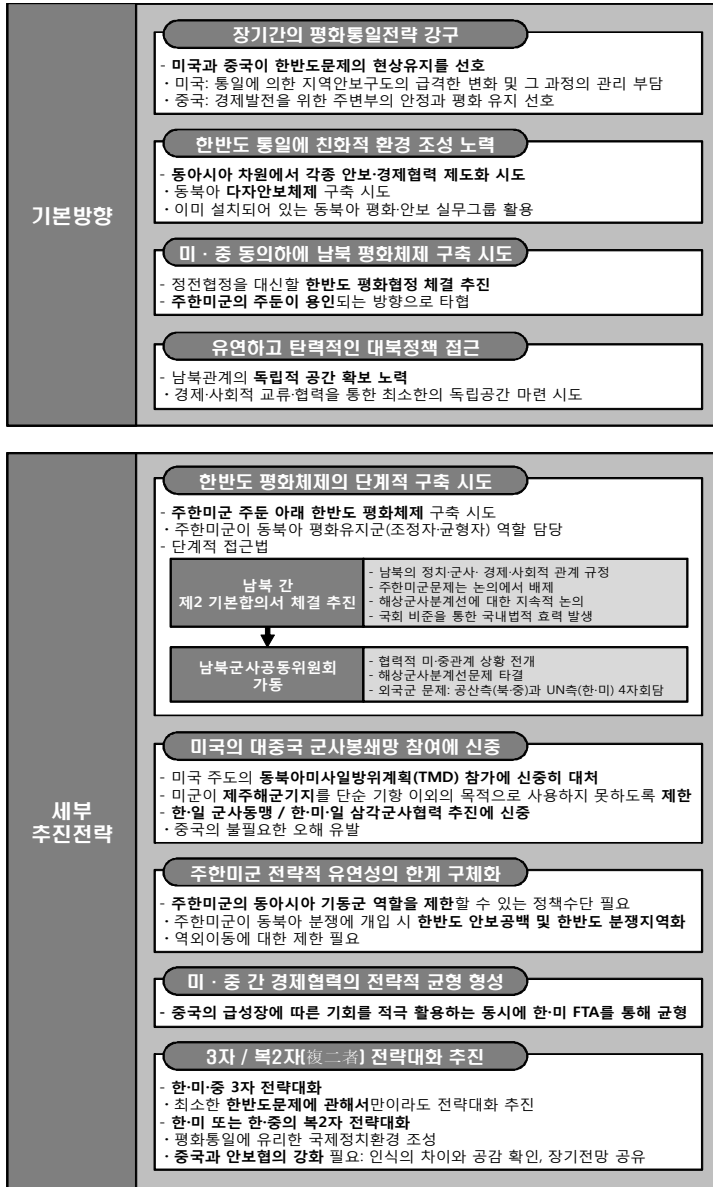 기본방향
장기간의 평화통일전략 강구
- 미국과 중국이 한반도문제의 현상유지를 선호
· 미국: 통일에 의한 지역안보구도의 급격한 변화 및 그 과정의 관리 부담
· 중국: 경제발전을 위한 주변부의 안정과 평화 유지 선호
한반도 통일에 친화적 환경 조성 노력
- 동아시아 차원에서 각종 안보·경제협력 제도화 시도
· 동북아 다자안보체제 구축 시도
· 이미 설치되어 있는 동북아 평화·안보 실무그룹 활용
미 · 중 동의하에 남북 평화체제 구축 시도
- 정전협정을 대신할 한반도 평화협정 체결 추진
- 주한미군의 주둔이 용인되는 방향으로 타협
유연하고 탄력적인 대북정책 접근
- 남북관계의 독립적 공간 확보 노력
· 경제·사회적 교류·협력을 통한 최소한의 독립공간 마련 시도
세부
추진전략
한반도 평화체제의 단계적 구축 시도
- 주한미군 주둔 아래 한반도 평화체제 구축 시도
· 주한미군이 동북아 평화유지군(조정자·균형자) 역할 담당
- 단계적 접근법
남북 간
제2 기본합의서 체결 추진
- 남북의 정치·군사· 경제·사회적 관계 규정
- 주한미군문제는 논의에서 배제
- 해상군사분계선에 대한 지속적 논의
- 국회 비준을 통한 국내법적 효력 발생
남북군사공동위원회
가동
- 협력적 미·중관계 상황 전개
- 해상군사분계선문제 타결
- 외국군 문제: 공산측(북·중)과 UN측(한·미) 4자회담
미국의 대중국 군사봉쇄망 참여에 신중
- 미국 주도의 동북아미사일방위계획(TMD) 참가에 신중히 대처
- 미군이 제주해군기지를 단순 기항 이외의 목적으로 사용하지 못하도록 제한
- 한·일 군사동맹 / 한·미·일 삼각군사협력 추진에 신중
· 중국의 불필요한 오해 유발
주한미군 전략적 유연성의 한계 구체화
- 주한미군의 동아시아 기동군 역할을 제한할 수 있는 정책수단 필요
· 주한미군이 동북아 분쟁에 개입 시 한반도 안보공백 및 한반도 분쟁지역화
· 역외이동에 대한 제한 필요
미 · 중 간 경제협력의 전략적 균형 형성
- 중국의 급성장에 따른 기회를 적극 활용하는 동시에 한·미 FTA를 통해 균형
3자 / 복2자(複二者) 전략대화 추진
- 한·미·중 3자 전략대화
· 최소한 한반도문제에 관해서만이라도 전략대화 추진
- 한·미 또는 한·중의 복2자 전략대화
· 평화통일에 유리한 국제정치환경 조성
· 중국과 안보협의 강화 필요: 인식의 차이와 공감 확인, 장기전망 공유